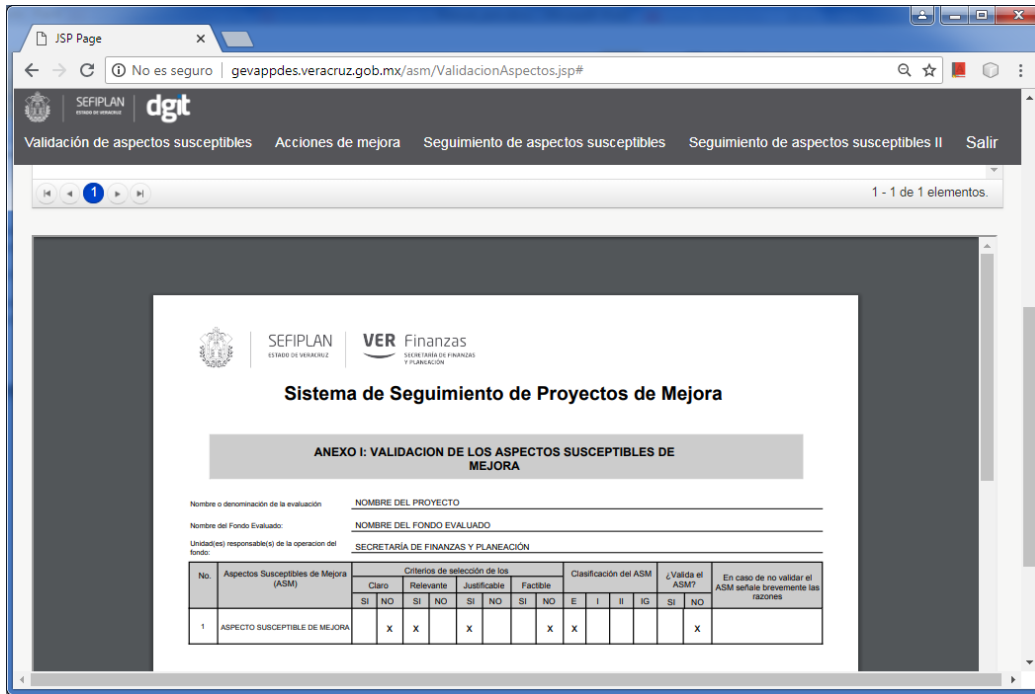 JSP Page
No es seguro | gevappdes.veracruz.gob.mx/asm/ValidacionAspectos.jsp#
SEFIPLAN
ESTADO DE VERACRUZ
dgit
Validación de aspectos susceptibles Acciones de mejora Seguimiento de aspectos susceptibles Seguimiento de aspectos susceptibles II Salir
1
1 - 1 de 1 elementos.
SEFIPLAN
ESTADO DE VERACRUZ
VER Finanzas
SECRETARÍA DE FINANZAS
Y PLANEACIÓN
Sistema de Seguimiento de Proyectos de Mejora
ANEXO I: VALIDACION DE LOS ASPECTOS SUSCEPTIBLES DE
MEJORA
Nombre o denominación de la evaluación NOMBRE DEL PROYECTO
Nombre del Fondo Evaluado: NOMBRE DEL FONDO EVALUADO
Unidad(es) responsable(s) de la operacion del
fondo: SECRETARÍA DE FINANZAS Y PLANEACIÓN
No.
Aspectos Susceptibles de Mejora
(ASM)
Criterios de selección de los
Claro Relevante Justificable Factible
SI NO SI NO SI NO SI NO
Clasificación del ASM
E I II IG
¿Valida el
ASM?
SI NO
En caso de no validar el
ASM señale brevemente las
razones
1 ASPECTO SUSCEPTIBLE DE MEJORA x x x x x x